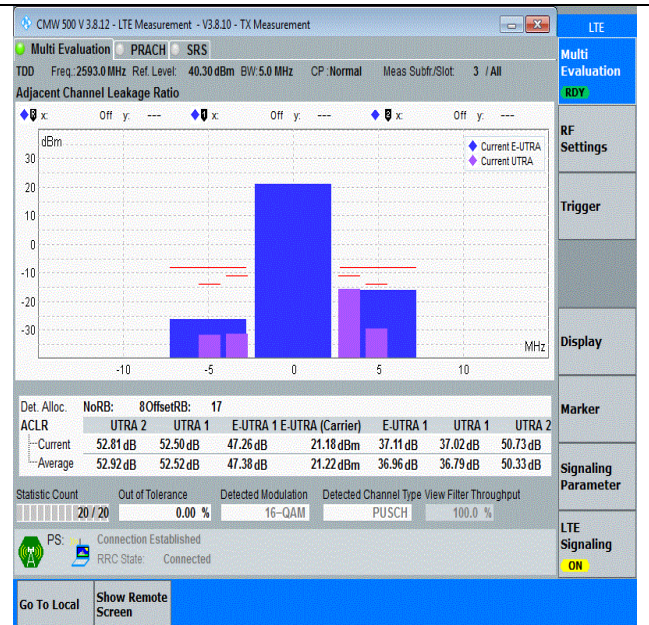 CMW 500 V 3.8.12 - LTE Measurement - V3.8.10 - TX Measurement
LTE
Multi Evaluation PRACH SRS
TDD Freq.:2593.0 MHz Ref. Level: 40.30 dBm BW:5.0 MHz CP :Normal Meas Subfr/Slot: 3 / All
Adjacent Channel Leakage Ratio
x: Off y: --- x: Off y: --- x: Off y: ---
dBm
Current E-UTRA
Current UTRA
30
20
10
0
-10
-20
-30
MHz
-10 -5 0 5 10
Det. Alloc. NoRB: 8 OffsetRB: 17
ACLR UTRA 2 UTRA 1 E-UTRA 1 E-UTRA (Carrier) E-UTRA 1 UTRA 1 UTRA 2
Current 52.81 dB 52.50 dB 47.26 dB 21.18 dBm 37.11 dB 37.02 dB 50.73 dB
Average 52.92 dB 52.52 dB 47.38 dB 21.22 dBm 36.96 dB 36.79 dB 50.33 dB
Statistic Count Out of Tolerance Detected Modulation Detected Channel Type View Filter Throughput
20 / 20 0.00 % 16-QAM PUSCH 100.0 %
PS: Connection Established
RRC State: Connected
Multi
Evaluation
RDY
RF
Settings
Trigger
Display
Marker
Signaling
Parameter
LTE
Signaling
ON
Go To Local
Show Remote
Screen